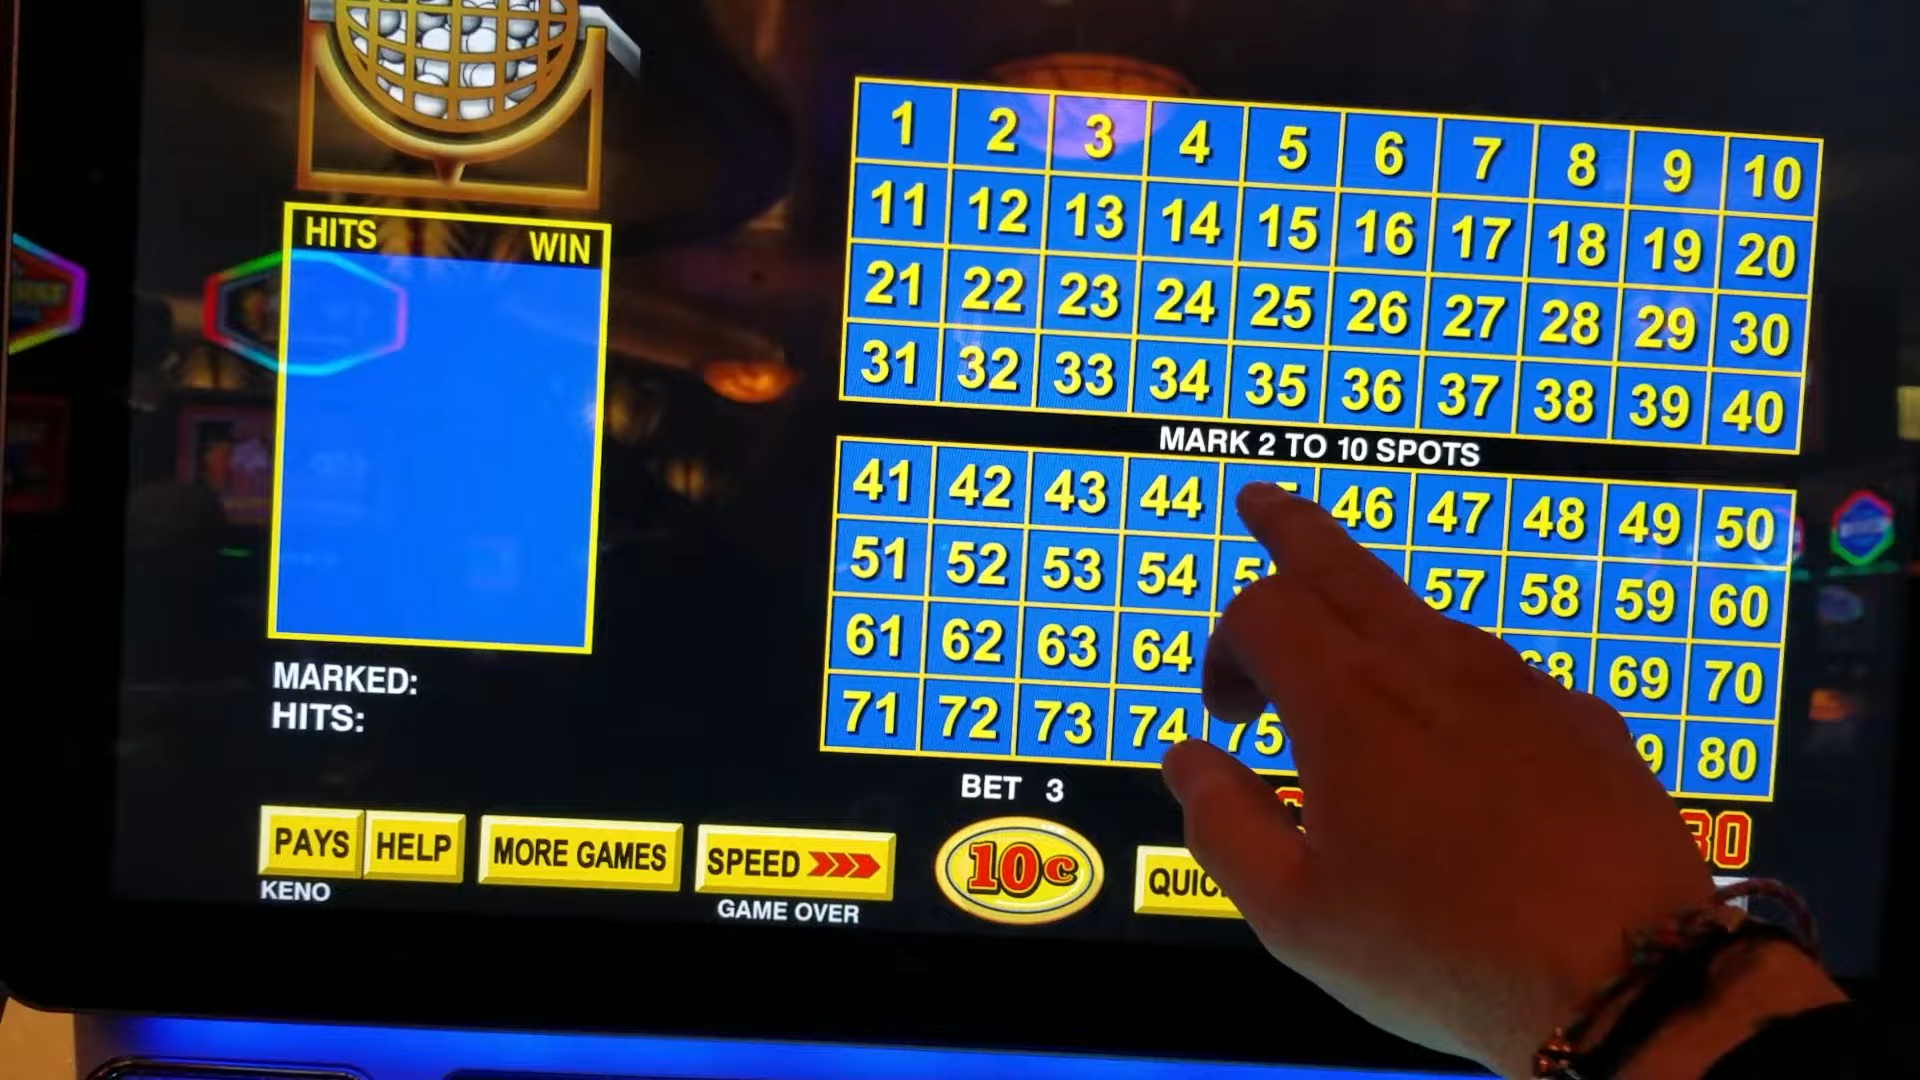 1 2 3 4 5 6 7 8 9 10
11 12 13 14 15 16 17 18 19 20
21 22 23 24 25 26 27 28 29 30
31 32 33 34 35 36 37 38 39 40
HITS WIN
MARK 2 TO 10 SPOTS
41 42 43 44 46 47 48 49 50
51 52 53 54 57 58 59 60
61 62 63 64 69 70
71 72 73 74 75 80
MARKED:
HITS:
BET 3
PAYS HELP MORE GAMES SPEED 10¢
KENO
GAME OVER